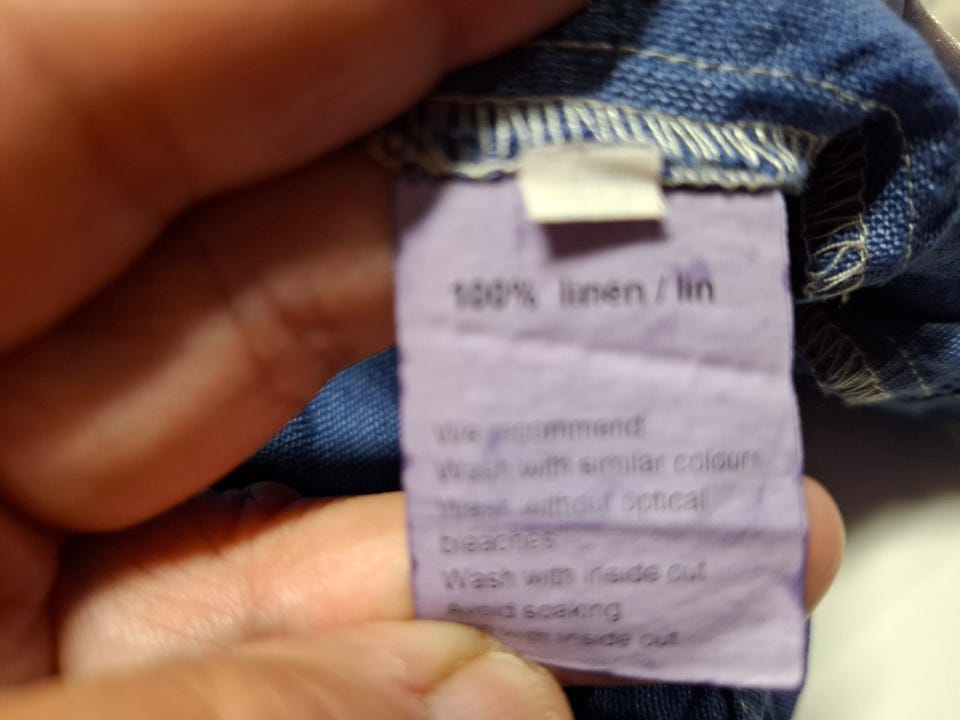 100% linen / lin
We recommend:
Wash with similar colours
Wash without optical
bleaches
Wash with inside out
Avoid soaking
with inside out